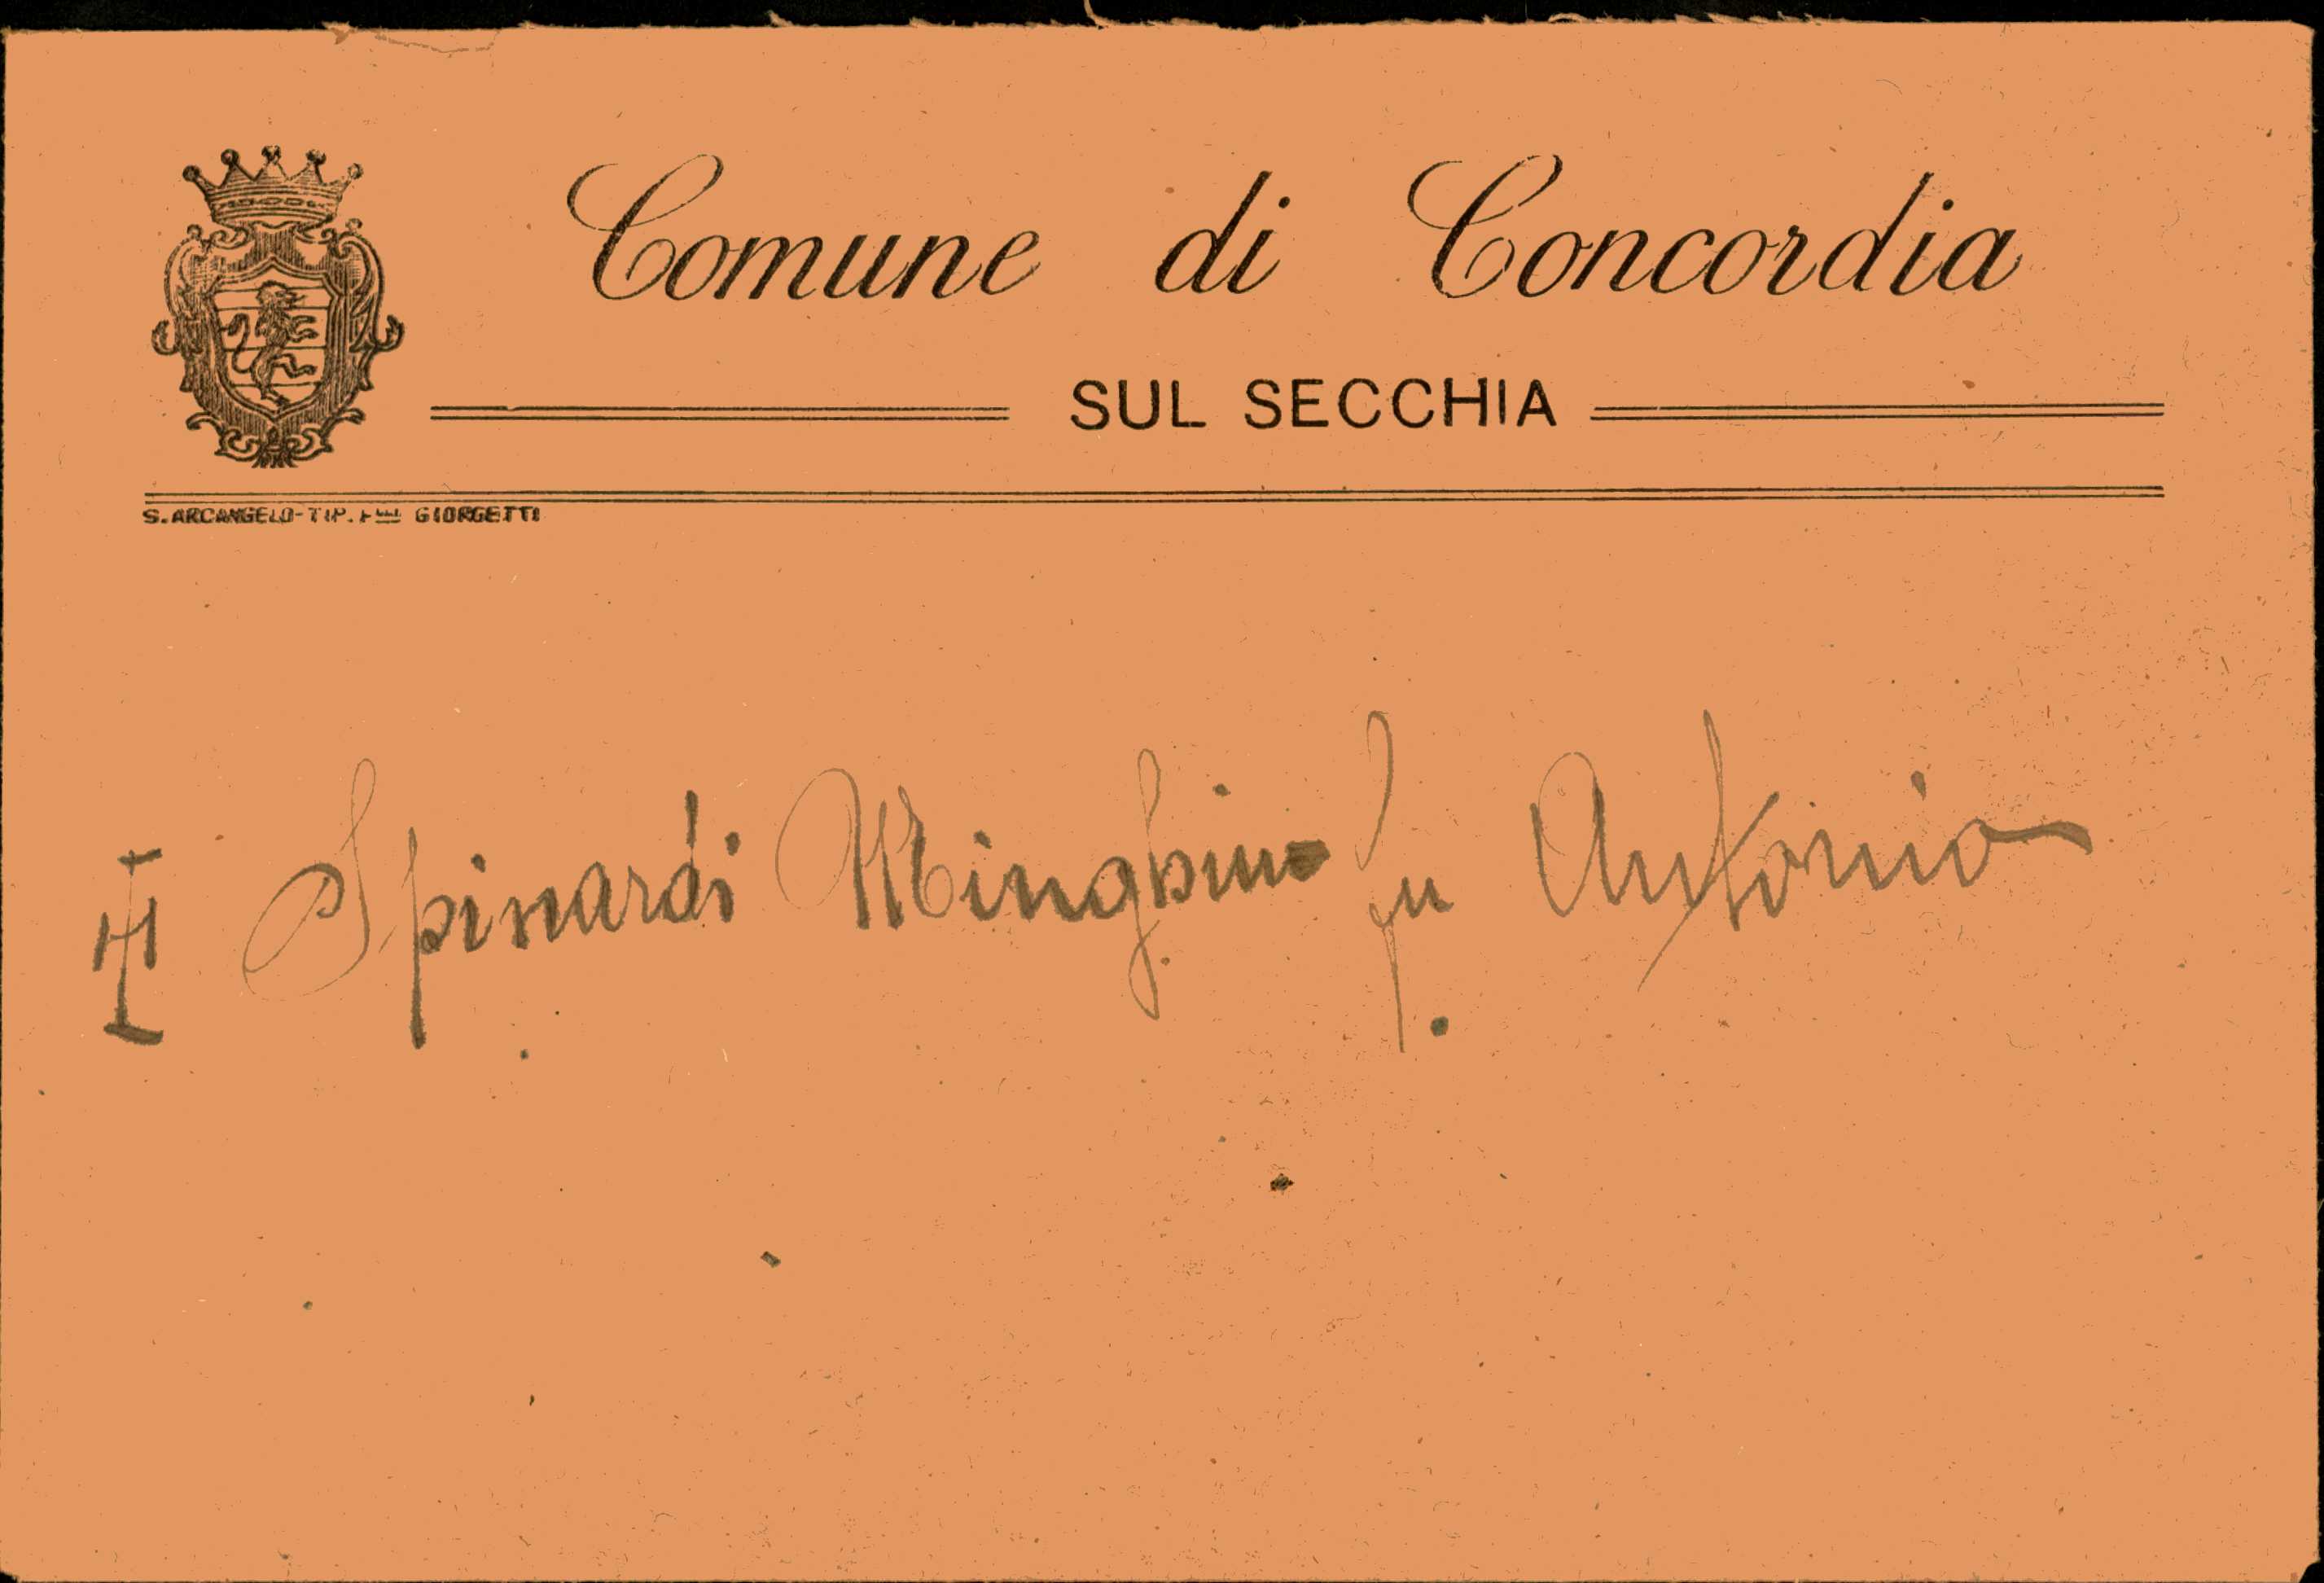 Comune di Concordia
SUL SECCHIA
S. ARCANGELO - TIP. F.LLI GIORGETTI
Spinardi Minghino fu Antonio